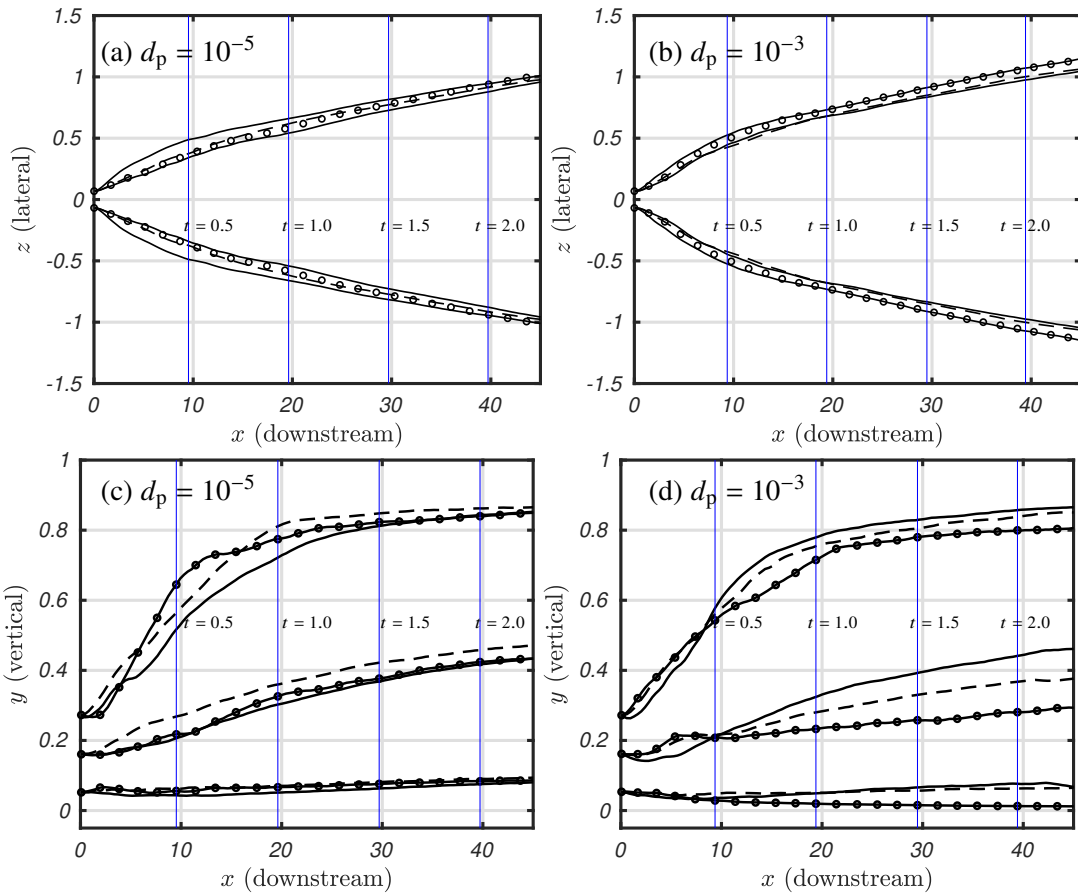 (a) dₚ = 10⁻⁵
1.5
1
0.5
0
-0.5
-1
-1.5
z (lateral)
t = 0.5
t = 1.0
t = 1.5
t = 2.0
0
10
20
30
40
x (downstream)
(b) dₚ = 10⁻³
1.5
1
0.5
0
-0.5
-1
-1.5
z (lateral)
t = 0.5
t = 1.0
t = 1.5
t = 2.0
0
10
20
30
40
x (downstream)
(c) dₚ = 10⁻⁵
1
0.8
0.6
0.4
0.2
0
y (vertical)
t = 0.5
t = 1.0
t = 1.5
t = 2.0
0
10
20
30
40
x (downstream)
(d) dₚ = 10⁻³
1
0.8
0.6
0.4
0.2
0
y (vertical)
t = 0.5
t = 1.0
t = 1.5
t = 2.0
0
10
20
30
40
x (downstream)